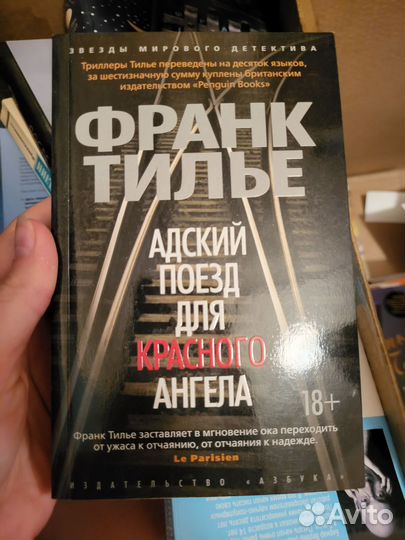 ЗВЕЗДЫ МИРОВОГО ДЕТЕКТИВА
Триллеры Тилье переведены на десяток языков,
за шестизначную сумму куплены британским
издательством «Penguin Books»
ФРАНК
ТИЛЬЕ
АДСКИЙ
ПОЕЗД
ДЛЯ
КРАСНОГО
АНГЕЛА
18+
Франк Тилье заставляет в мгновение ока переходить
от ужаса к отчаянию, от отчаяния к надежде.
Le Parisien
ИЗДАТЕЛЬСТВО «АЗБУКА»
Avito